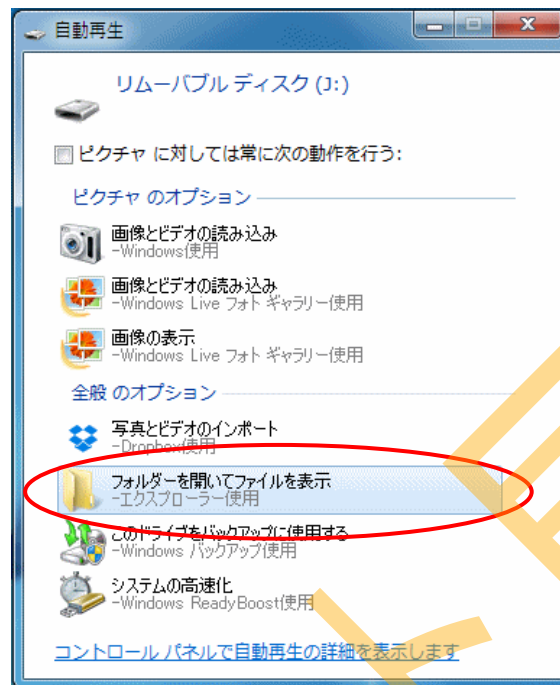 自動再生
リムーバブル ディスク (J:)
ピクチャ に対しては常に次の動作を行う:
ピクチャ のオプション
画像とビデオの読み込み
-Windows使用
画像とビデオの読み込み
-Windows Live フォト ギャラリー使用
画像の表示
-Windows Live フォト ギャラリー使用
全般 のオプション
写真とビデオのインポート
-Dropbox使用
フォルダーを開いてファイルを表示
-エクスプローラー使用
このドライブをバックアップに使用する
-Windows バックアップ使用
システムの高速化
-Windows ReadyBoost使用
コントロール パネルで自動再生の詳細を表示します